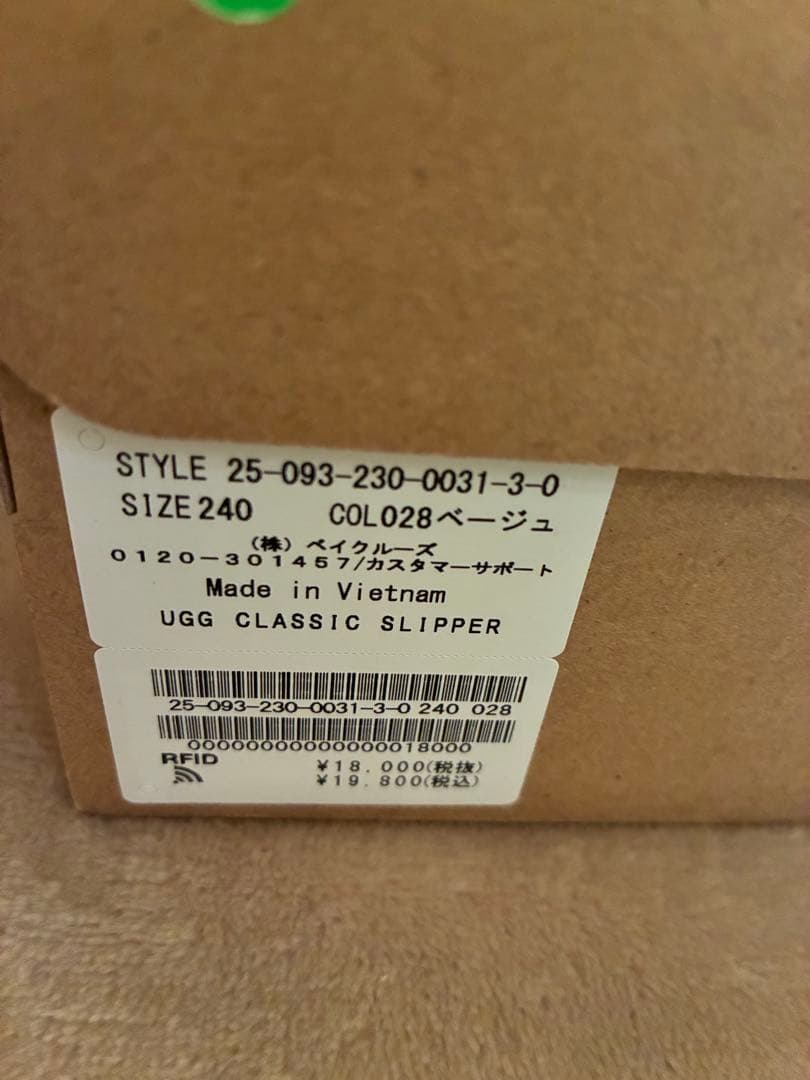 STYLE 25-093-230-0031-3-0
SIZE 240 COL028ベージュ
（株）ベイクルーズ
０１２０－３０１４５７/カスタマーサポート
Made in Vietnam
UGG CLASSIC SLIPPER
25-093-230-0031-3-0 240 028
00000000000000018000
RFID
¥18,000(税抜)
¥19,800(税込)